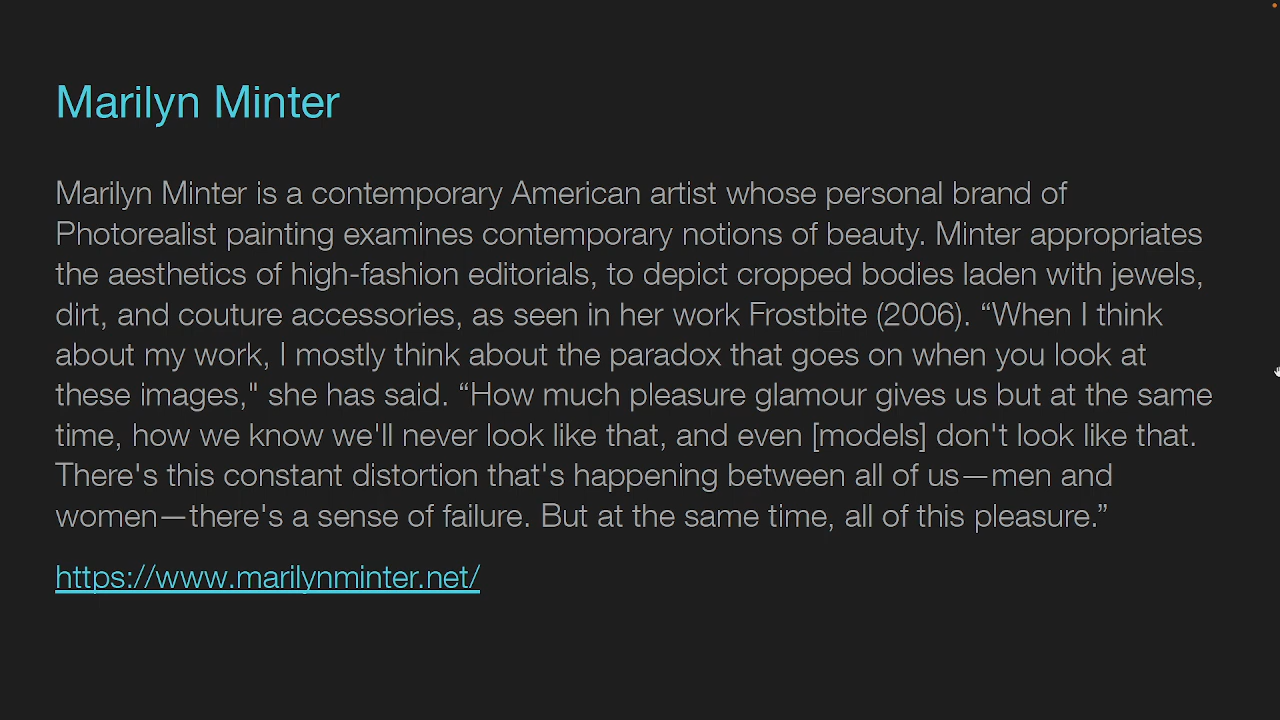 Marilyn Minter
Marilyn Minter is a contemporary American artist whose personal brand of
Photorealist painting examines contemporary notions of beauty. Minter appropriates
the aesthetics of high-fashion editorials, to depict cropped bodies laden with jewels,
dirt, and couture accessories, as seen in her work Frostbite (2006). “When I think
about my work, I mostly think about the paradox that goes on when you look at
these images," she has said. “How much pleasure glamour gives us but at the same
time, how we know we'll never look like that, and even [models] don't look like that.
There's this constant distortion that's happening between all of us—men and
women—there's a sense of failure. But at the same time, all of this pleasure.”
https://www.marilynminter.net/